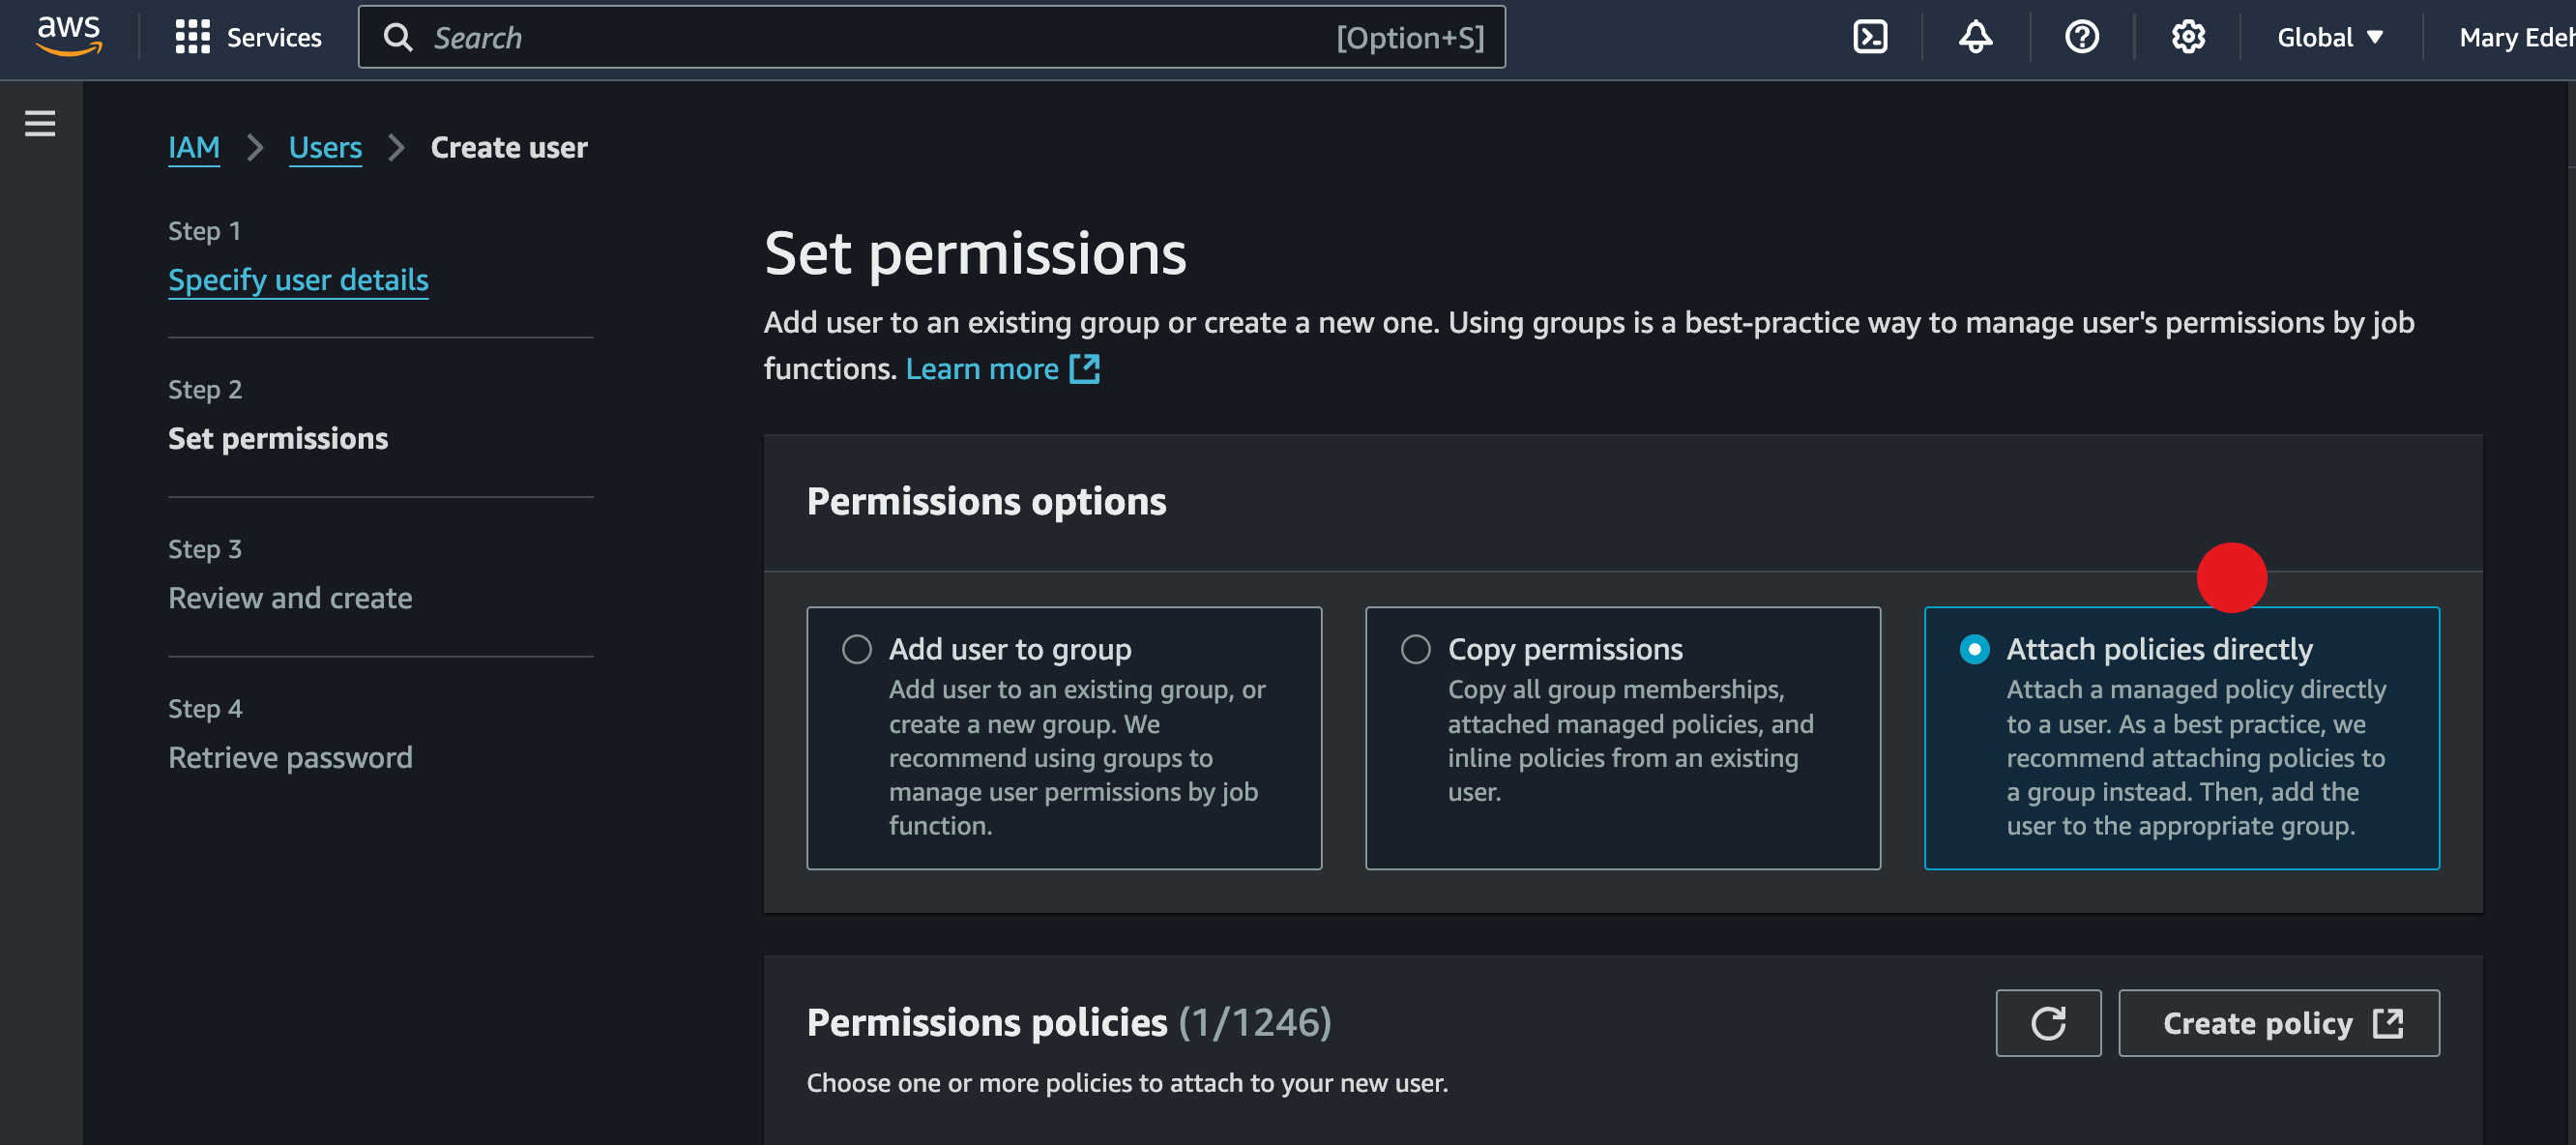 aws
Services
Search
[Option+S]
Global
Mary Edeh
IAM
Users
Create user
Step 1
Specify user details
Step 2
Set permissions
Step 3
Review and create
Step 4
Retrieve password
Set permissions
Add user to an existing group or create a new one. Using groups is a best-practice way to manage user's permissions by job
functions. Learn more
Permissions options
Add user to group
Add user to an existing group, or
create a new group. We
recommend using groups to
manage user permissions by job
function.
Copy permissions
Copy all group memberships,
attached managed policies, and
inline policies from an existing
user.
Attach policies directly
Attach a managed policy directly
to a user. As a best practice, we
recommend attaching policies to
a group instead. Then, add the
user to the appropriate group.
Permissions policies (1/1246)
Create policy
Choose one or more policies to attach to your new user.